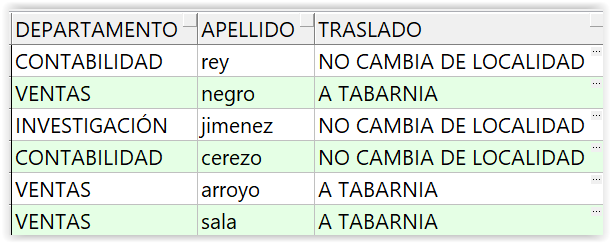 DEPARTAMENTO APELLIDO TRASLADO
CONTABILIDAD rey NO CAMBIA DE LOCALIDAD
VENTAS negro A TABARNIA
INVESTIGACIÓN jimenez NO CAMBIA DE LOCALIDAD
CONTABILIDAD cerezo NO CAMBIA DE LOCALIDAD
VENTAS arroyo A TABARNIA
VENTAS sala A TABARNIA